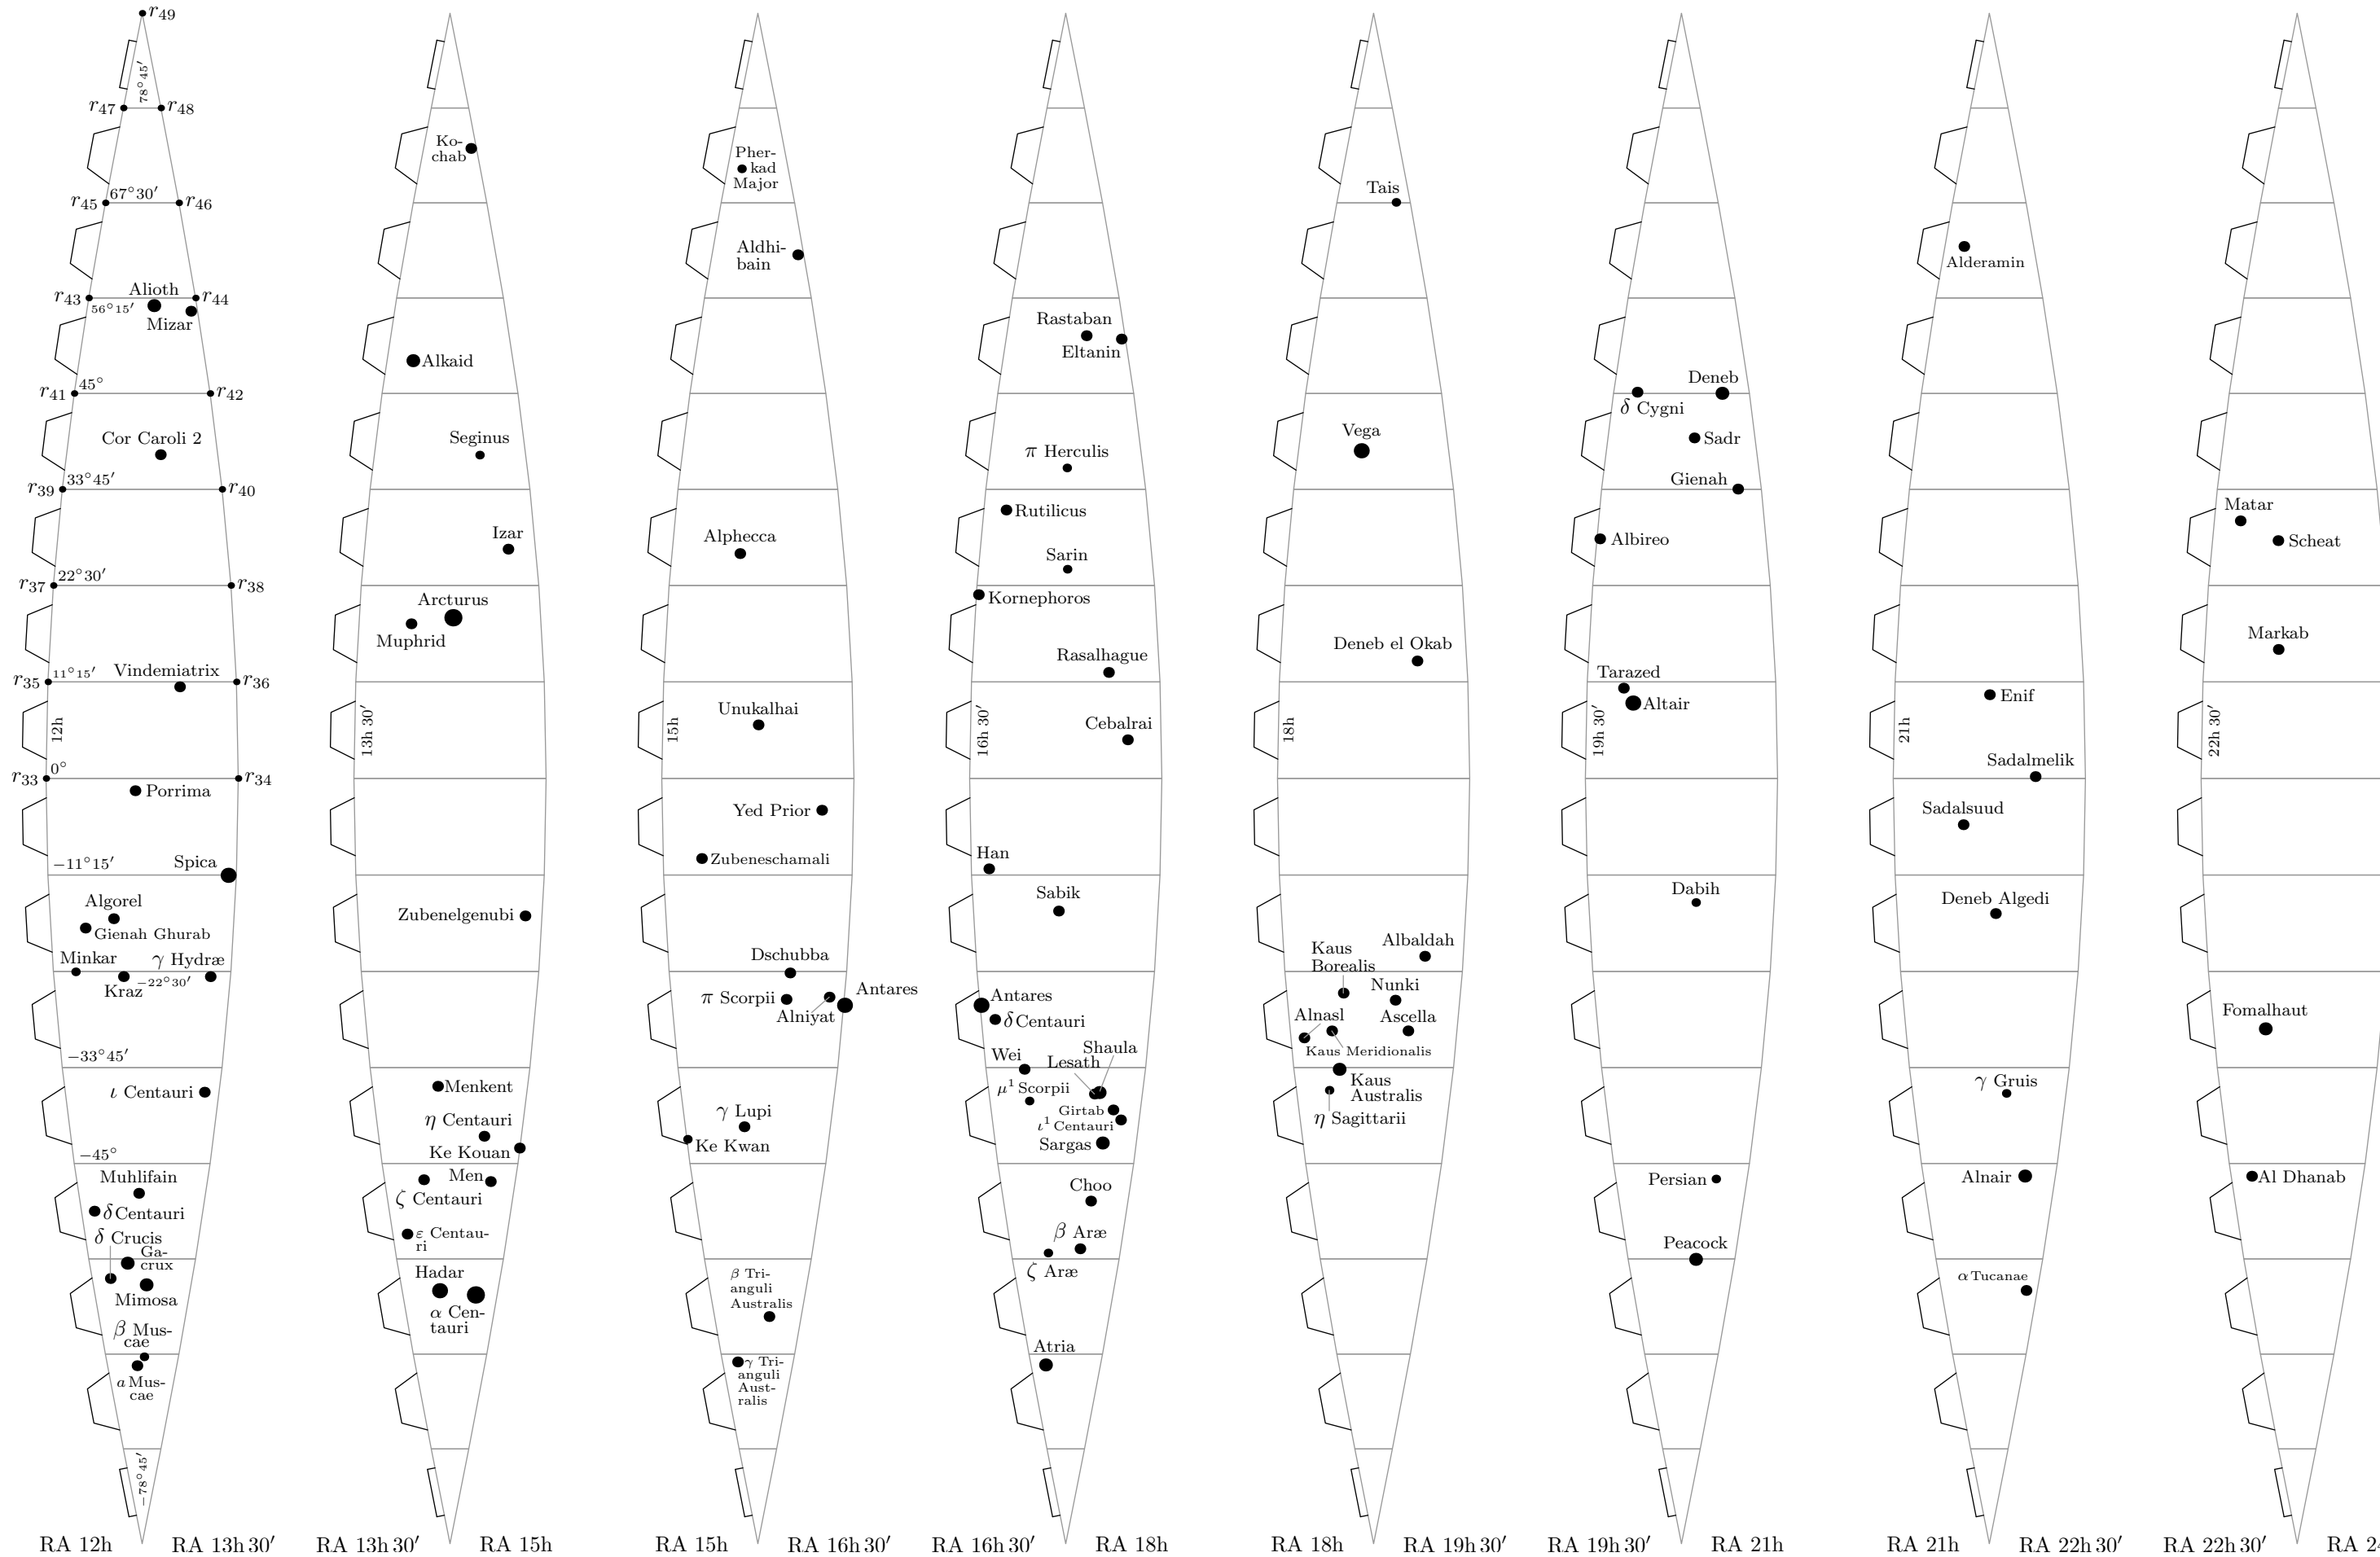 r49
78°45′
r47
r48
r45
67°30′
r46
r43
Alioth
r44
56°15′
Mizar
r41
45°
r42
Cor Caroli 2
r39
33°45′
r40
r37
22°30′
r38
r35
11°15′
Vindemiatrix
r36
12h
r33
0°
r34
Porrima
−11°15′
Spica
Algorel
Gienah Ghurab
Minkar
γ Hydræ
Kraz
−22°30′
−33°45′
ι Centauri
−45°
Muhlifain
δ Centauri
δ Crucis
Ga-
crux
Mimosa
β Mus-
cae
a Mus-
cae
−78°45′
RA 12h
RA 13h 30′
Ko-
chab
Alkaid
Seginus
Izar
Arcturus
Muphrid
13h 30′
Zubenelgenubi
Menkent
η Centauri
Ke Kouan
Men
ζ Centauri
ε Centau-
ri
Hadar
α Cen-
tauri
RA 13h 30′
RA 15h
Pher-
kad
Major
Aldhi-
bain
Alphecca
Unukalhai
15h
Yed Prior
Zubeneschamali
Dschubba
π Scorpii
Antares
Alniyat
γ Lupi
Ke Kwan
β Tri-
anguli
Australis
γ Tri-
anguli
Aust-
ralis
RA 15h
RA 16h 30′
Rastaban
Eltanin
π Herculis
Rutilicus
Sarin
Kornephoros
Rasalhague
16h 30′
Cebalrai
Han
Sabik
Antares
δ Centauri
Wei
Shaula
Lesath
μ¹ Scorpii
Girtab
ι¹ Centauri
Sargas
Choo
β Aræ
ζ Aræ
Atria
RA 16h 30′
RA 18h
Tais
Vega
Deneb el Okab
18h
Albaldah
Kaus
Borealis
Nunki
Alnasl
Ascella
Kaus Meridionalis
Kaus
Australis
η Sagittarii
RA 18h
RA 19h 30′
Deneb
δ Cygni
Sadr
Gienah
Albireo
Tarazed
Altair
19h 30′
Dabih
Persian
Peacock
RA 19h 30′
RA 21h
Alderamin
Enif
21h
Sadalmelik
Sadalsuud
Deneb Algedi
γ Gruis
Alnair
α Tucanae
RA 21h
RA 22h 30′
Matar
Scheat
Markab
22h 30′
Fomalhaut
Al Dhanab
RA 22h 30′
RA 2